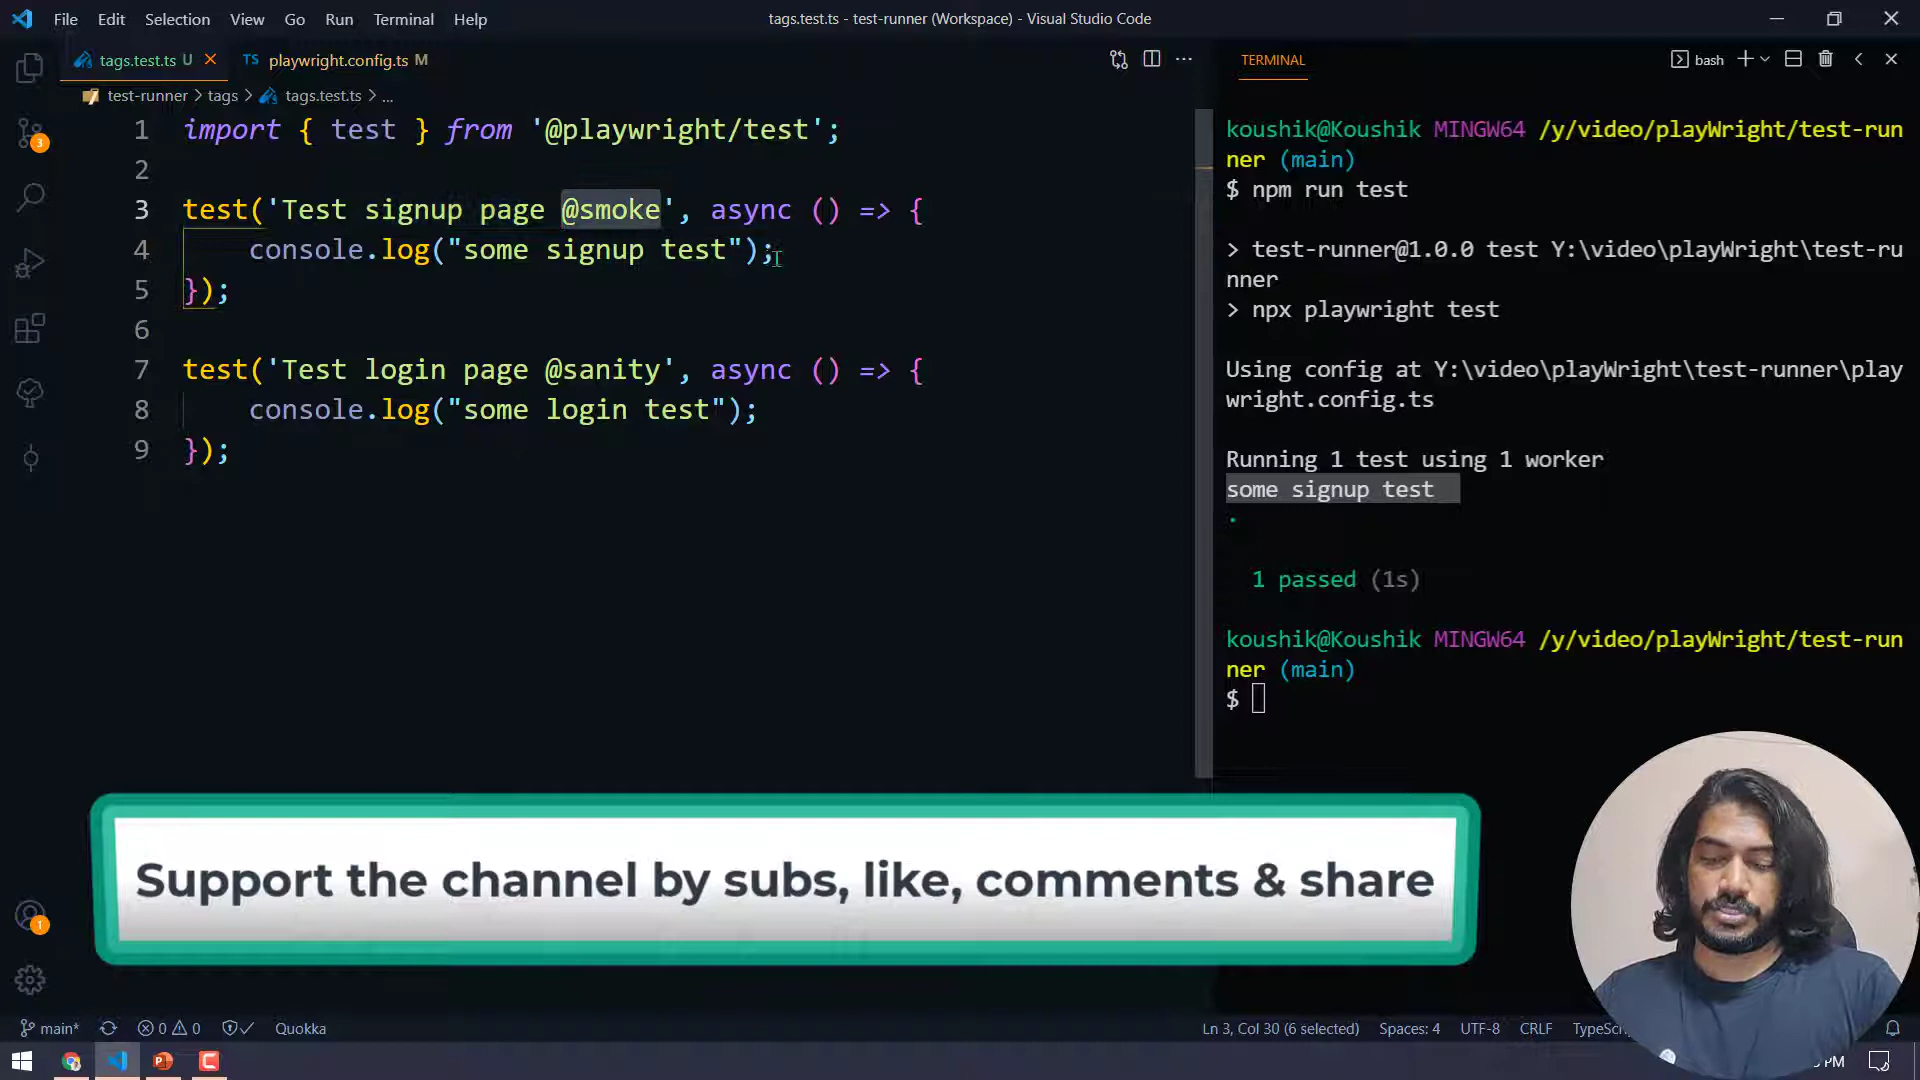 File Edit Selection View Go Run Terminal Help
tags.test.ts - test-runner (Workspace) - Visual Studio Code
tags.test.ts U
TS playwright.config.ts M
test-runner > tags > tags.test.ts > ...
1 import { test } from '@playwright/test';
2
3 test('Test signup page @smoke', async () => {
4 console.log("some signup test");
5 });
6
7 test('Test login page @sanity', async () => {
8 console.log("some login test");
9 });
TERMINAL
bash
koushik@Koushik MINGW64 /y/video/playWright/test-run
ner (main)
$ npm run test
> test-runner@1.0.0 test Y:\video\playWright\test-ru
nner
> npx playwright test
Using config at Y:\video\playWright\test-runner\play
wright.config.ts
Running 1 test using 1 worker
some signup test
1 passed (1s)
koushik@Koushik MINGW64 /y/video/playWright/test-run
ner (main)
$
3
1
Support the channel by subs, like, comments & share
main* 0 0 Quokka
Ln 3, Col 30 (6 selected) Spaces: 4 UTF-8 CRLF
PM